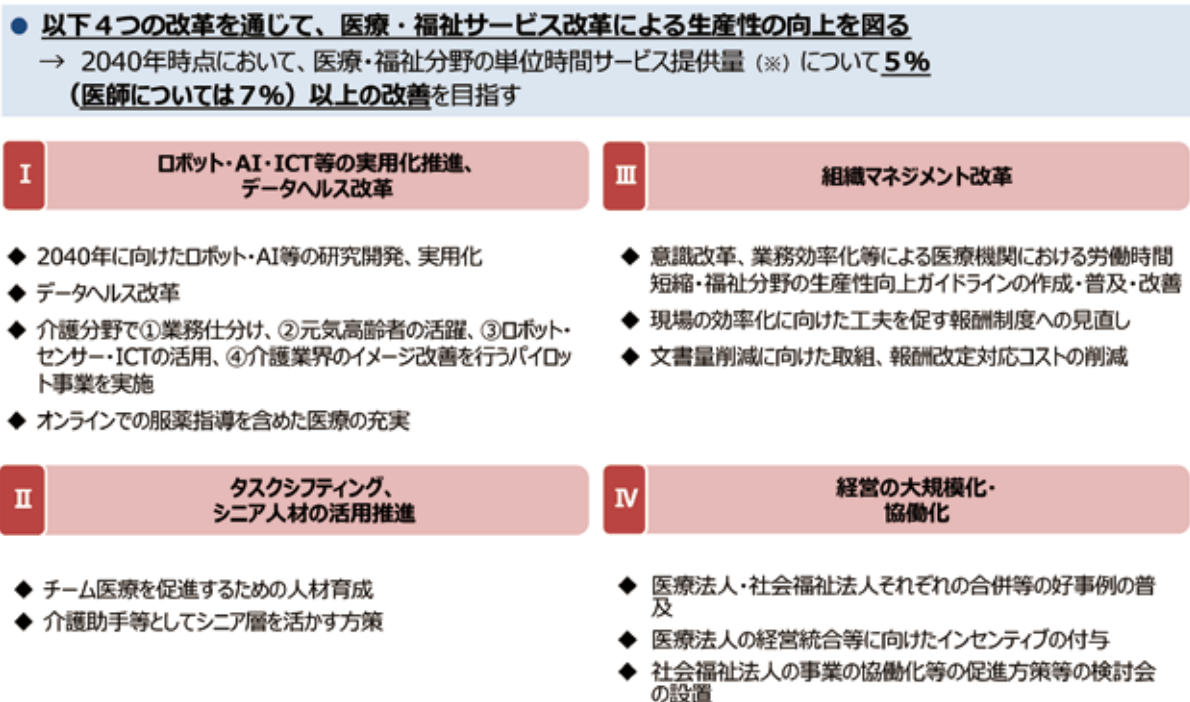 ● 以下4つの改革を通じて、医療・福祉サービス改革による生産性の向上を図る
→ 2040年時点において、医療・福祉分野の単位時間サービス提供量(※)について5%
(医師については7%)以上の改善を目指す
I
ロボット・AI・ICT等の実用化推進、
データヘルス改革
◆ 2040年に向けたロボット・AI等の研究開発、実用化
◆ データヘルス改革
◆ 介護分野で①業務仕分け、②元気高齢者の活躍、③ロボット・
センサー・ICTの活用、④介護業界のイメージ改善を行うパイロッ
ト事業を実施
◆ オンラインでの服薬指導を含めた医療の充実
II
タスクシフティング、
シニア人材の活用推進
◆ チーム医療を促進するための人材育成
◆ 介護助手等としてシニア層を活かす方策
III
組織マネジメント改革
◆ 意識改革、業務効率化等による医療機関における労働時間
短縮・福祉分野の生産性向上ガイドラインの作成・普及・改善
◆ 現場の効率化に向けた工夫を促す報酬制度への見直し
◆ 文書量削減に向けた取組、報酬改定対応コストの削減
IV
経営の大規模化・
協働化
◆ 医療法人・社会福祉法人それぞれの合併等の好事例の普
及
◆ 医療法人の経営統合等に向けたインセンティブの付与
◆ 社会福祉法人の事業の協働化等の促進方策等の検討会
の設置